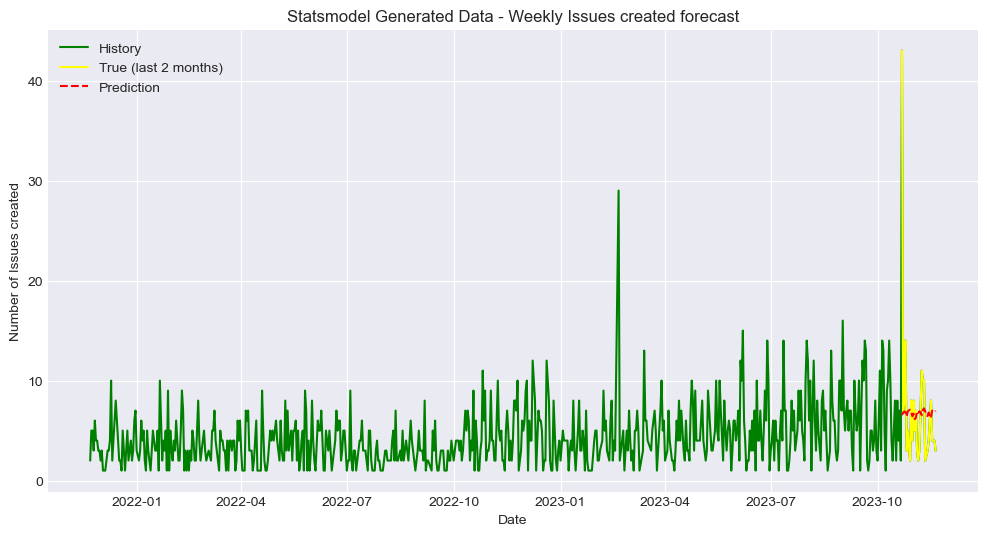 Statsmodel Generated Data - Weekly Issues created forecast
History
True (last 2 months)
Prediction
Number of Issues created
40
30
20
10
0
2022-01
2022-04
2022-07
2022-10
2023-01
2023-04
2023-07
2023-10
Date